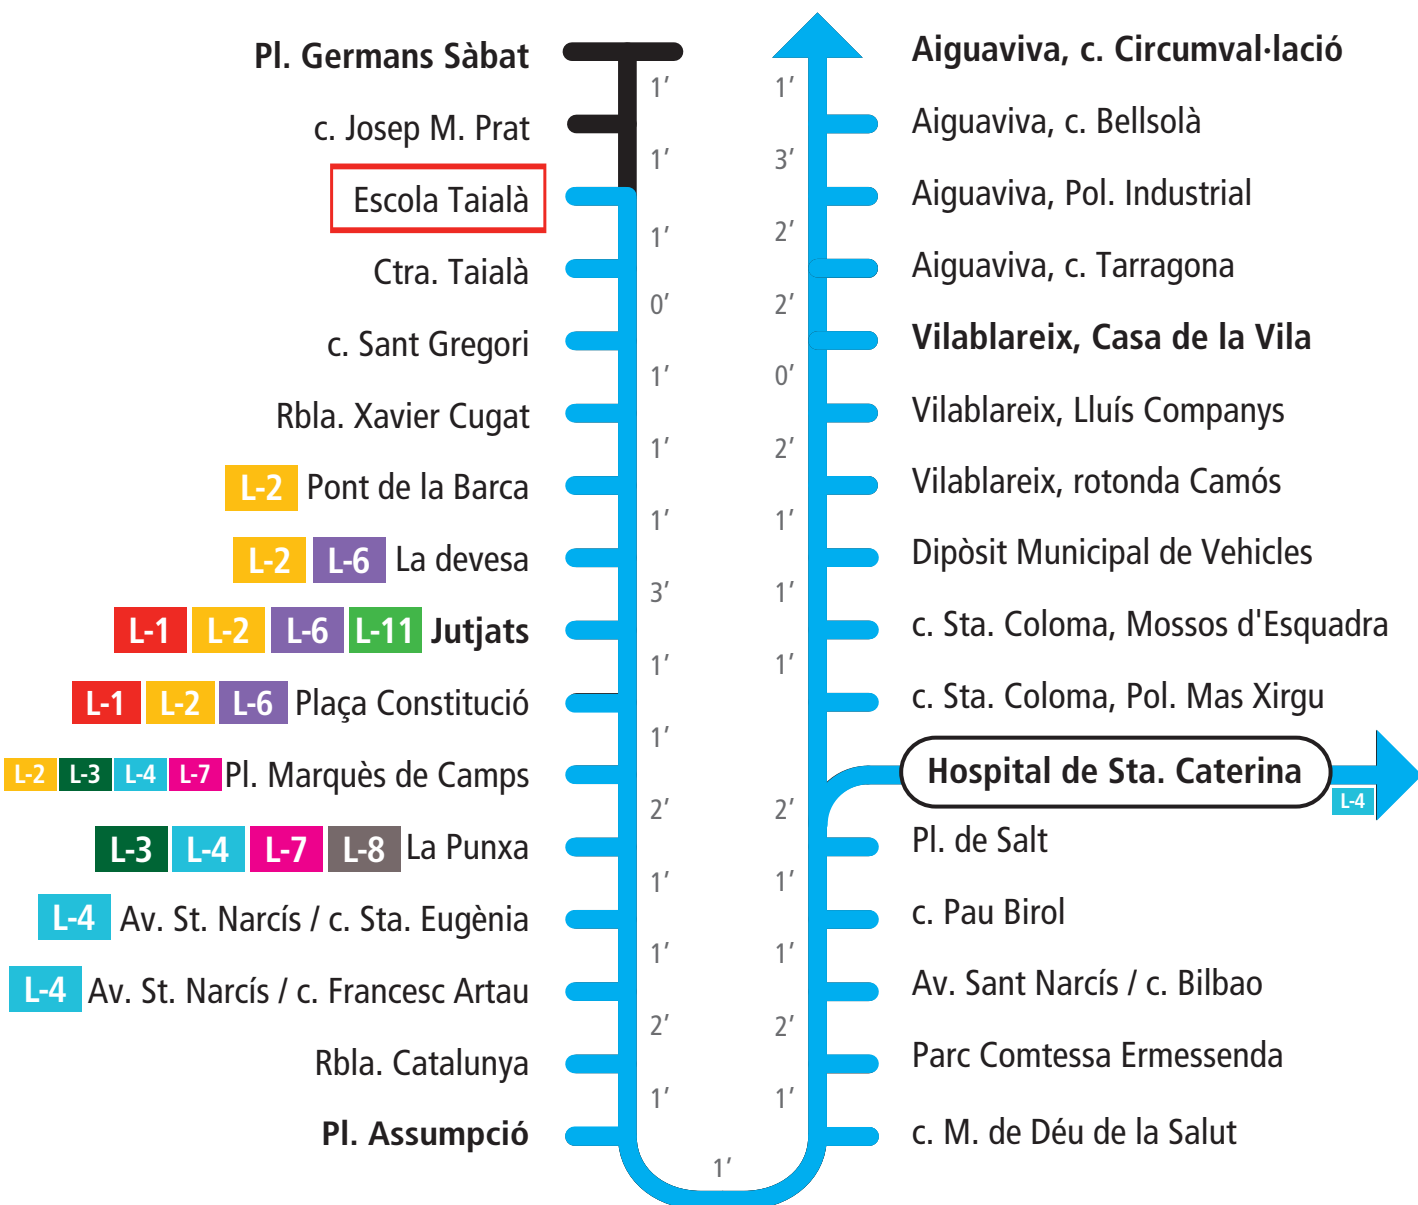 Pl. Germans Sàbat
c. Josep M. Prat
Escola Taialà
Ctra. Taialà
c. Sant Gregori
Rbla. Xavier Cugat
L-2 Pont de la Barca
L-2 L-6 La devesa
L-1 L-2 L-6 L-11 Jutjats
L-1 L-2 L-6 Plaça Constitució
L-2 L-3 L-4 L-7 Pl. Marquès de Camps
L-3 L-4 L-7 L-8 La Punxa
L-4 Av. St. Narcís / c. Sta. Eugènia
L-4 Av. St. Narcís / c. Francesc Artau
Rbla. Catalunya
Pl. Assumpció
1’
1’
1’
0’
1’
1’
1’
3’
1’
1’
2’
1’
1’
2’
1’
1’
1’
3’
2’
2’
0’
2’
1’
1’
1’
2’
1’
1’
2’
1’
Aiguaviva, c. Circumval·lació
Aiguaviva, c. Bellsolà
Aiguaviva, Pol. Industrial
Aiguaviva, c. Tarragona
Vilablareix, Casa de la Vila
Vilablareix, Lluís Companys
Vilablareix, rotonda Camós
Dipòsit Municipal de Vehicles
c. Sta. Coloma, Mossos d'Esquadra
c. Sta. Coloma, Pol. Mas Xirgu
Hospital de Sta. Caterina
L-4
Pl. de Salt
c. Pau Birol
Av. Sant Narcís / c. Bilbao
Parc Comtessa Ermessenda
c. M. de Déu de la Salut